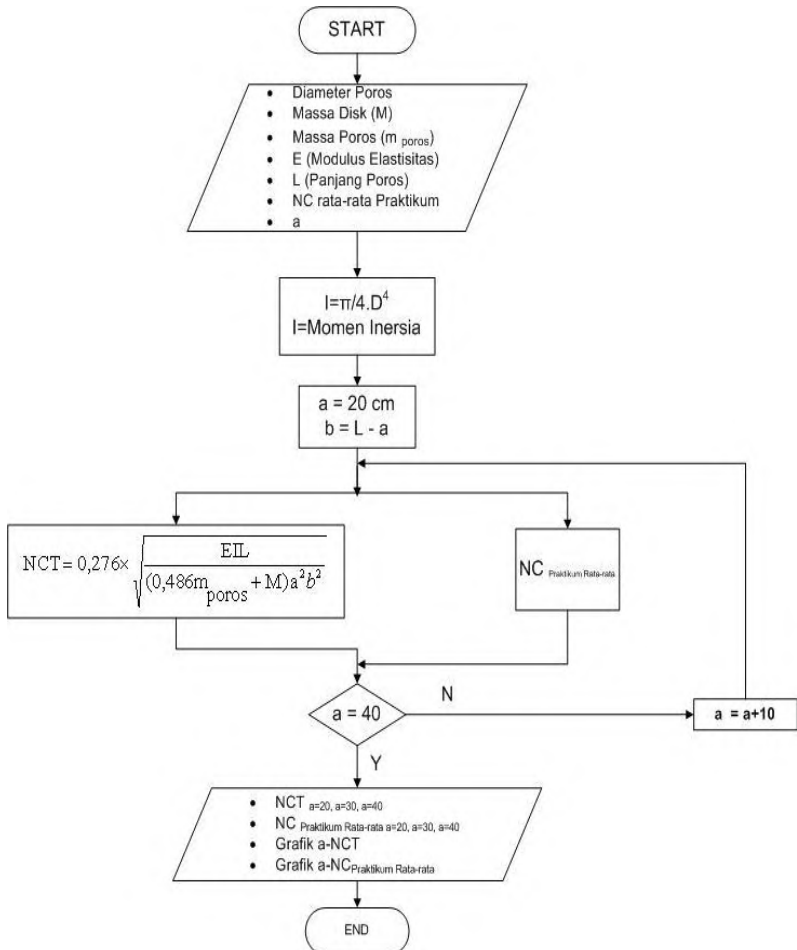 START
• Diameter Poros
• Massa Disk (M)
• Massa Poros (m poros)
• E (Modulus Elastisitas)
• L (Panjang Poros)
• NC rata-rata Praktikum
• a
I=π/4.D⁴
I=Momen Inersia
a = 20 cm
b = L - a
NCT = 0,276× √(EIL / ((0,486m poros + M)a²b²))
NC Praktikum Rata-rata
a = 40
N
a = a+10
Y
• NCT a=20, a=30, a=40
• NC Praktikum Rata-rata a=20, a=30, a=40
• Grafik a-NCT
• Grafik a-NC Praktikum Rata-rata
END